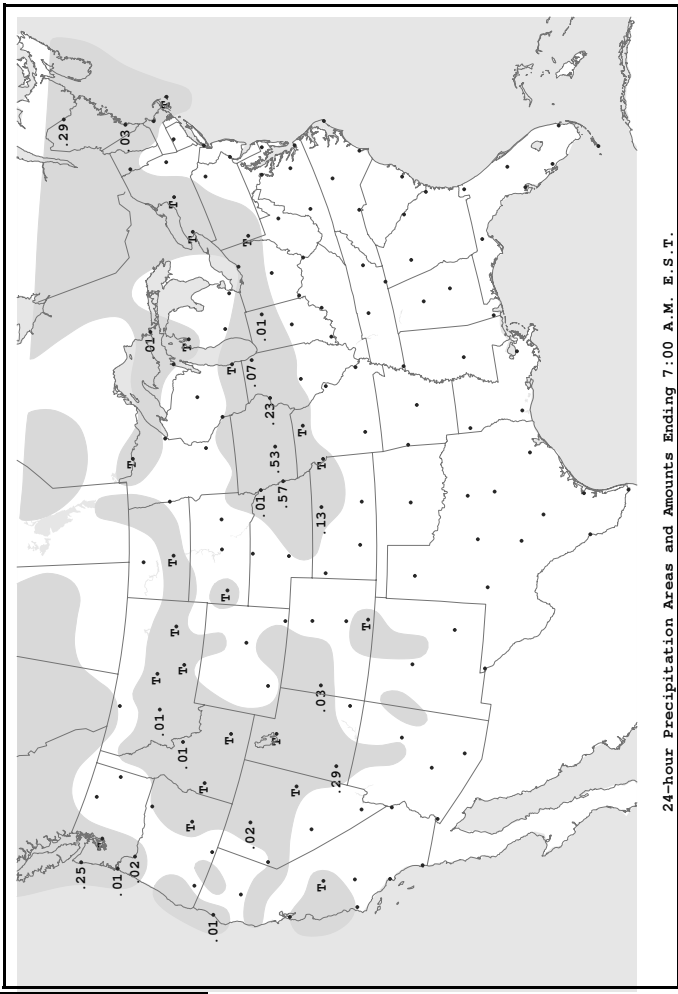 .29
.25
T
.01
.03
T
.02
.01
T
.01
T
T
T
T
.01
T
T
T
T
T
.01
T
T
T
T
.02
.07
.01
.01
.23
.53
T
.57
T
T
.03
.13
T
T
.29
T
24-hour Precipitation Areas and Amounts Ending 7:00 A.M. E.S.T.